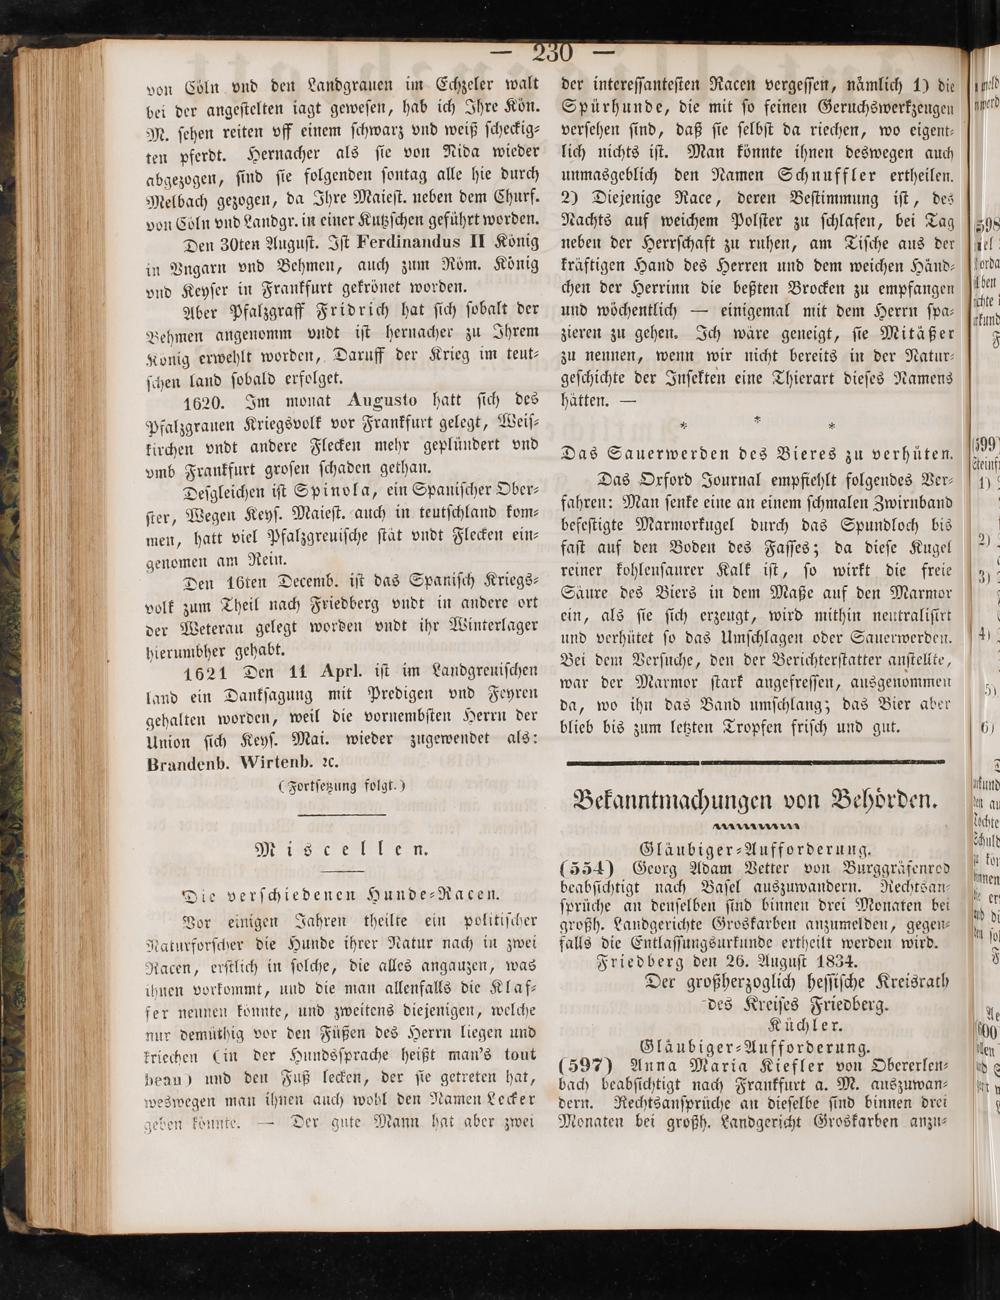 — 230 —
von Cöln vnd den Landgrauen im Echzeler walt
bei der angestelten iagt gewesen, hab ich Ihre Kön.
M. sehen reiten vff einem schwarz vnd weiß scheckig-
ten pferdt. Hernacher als sie von Nida wieder
abgezogen, sind sie folgenden sontag alle hie durch
Melbach gezogen, da Ihre Maiest. neben dem Churf.
von Cöln vnd Landgr. in einer Kutzschen geführt worden.
Den 30ten August. Ist Ferdinandus II König
in Vngarn vnd Behmen, auch zum Röm. König
vnd Keyser in Frankfurt gekrönet worden.
Aber Pfalzgraff Fridrich hat sich sobalt der
Behmen angenomm vndt ist hernacher zu Ihrem
König erwehlt worden, Daruff der Krieg im teut-
schen land sobald erfolget.
1620. Im monat Augusto hatt sich des
Pfalzgrauen Kriegsvolk vor Frankfurt gelegt, Weis-
kirchen vndt andere Flecken mehr geplündert vnd
vmb Frankfurt grosen schaden gethan.
Desgleichen ist Spinola, ein Spanischer Ober-
ster, Wegen Keys. Maiest. auch in teutschland kom-
men, hatt viel Pfalzgreuische stät vndt Flecken ein-
genomen am Rein.
Den 16ten Decemb. ist das Spanisch Kriegs-
volk zum Theil nach Friedberg vndt in andere ort
der Weterau gelegt worden vndt ihr Winterlager
hierumbher gehabt.
1621 Den 11 Aprl. ist im Landgreuischen
land ein Danksagung mit Predigen vnd Feyren
gehalten worden, weil die vornembsten Herrn der
Union sich Keys. Mai. wieder zugewendet als:
Brandenb. Wirtenb. ꝛc.
(Fortsetzung folgt.)
Miscellen.
Die verschiedenen Hunde-Racen.
Vor einigen Jahren theilte ein politischer
Naturforscher die Hunde ihrer Natur nach in zwei
Racen, erstlich in solche, die alles angauzen, was
ihnen vorkommt, und die man allenfalls die Kläf-
fer nennen könnte, und zweitens diejenigen, welche
nur demüthig vor den Füßen des Herrn liegen und
kriechen (in der Hundssprache heißt man's tout
beau) und den Fuß lecken, der sie getreten hat,
weswegen man ihnen auch wohl den Namen Lecker
geben könnte. — Der gute Mann hat aber zwei
der interessantesten Racen vergessen, nämlich 1) die
Spürhunde, die mit so feinen Geruchswerkzeugen
versehen sind, daß sie selbst da riechen, wo eigent-
lich nichts ist. Man könnte ihnen deswegen auch
unmasgeblich den Namen Schnuffler ertheilen.
2) Diejenige Race, deren Bestimmung ist, des
Nachts auf weichem Polster zu schlafen, bei Tag
neben der Herrschaft zu ruhen, am Tische aus der
kräftigen Hand des Herren und dem weichen Händ-
chen der Herrinn die beßten Brocken zu empfangen
und wöchentlich — einigemal mit dem Herrn spa-
zieren zu gehen. Ich wäre geneigt, sie Mitäßer
zu nennen, wenn wir nicht bereits in der Natur-
geschichte der Insekten eine Thierart dieses Namens
hätten. —
* * *
Das Sauerwerden des Bieres zu verhüten.
Das Oxford Journal empfiehlt folgendes Ver-
fahren: Man senke eine an einem schmalen Zwirnband
befestigte Marmorkugel durch das Spundloch bis
fast auf den Boden des Fasses; da diese Kugel
reiner kohlensaurer Kalk ist, so wirkt die freie
Säure des Biers in dem Maße auf den Marmor
ein, als sie sich erzeugt, wird mithin neutralisirt
und verhütet so das Umschlagen oder Sauerwerden.
Bei dem Versuche, den der Berichterstatter anstellte,
war der Marmor stark angefressen, ausgenommen
da, wo ihn das Band umschlang; das Bier aber
blieb bis zum letzten Tropfen frisch und gut.
Bekanntmachungen von Behörden.
Gläubiger-Aufforderung.
(554) Georg Adam Vetter von Burggräfenrod
beabsichtigt nach Basel auszuwandern. Rechtsan-
sprüche an denselben sind binnen drei Monaten bei
großh. Landgerichte Groskarben anzumelden, gegen-
falls die Entlassungsurkunde ertheilt werden wird.
Friedberg den 26. August 1834.
Der großherzoglich hessische Kreisrath
des Kreises Friedberg.
Küchler.
Gläubiger-Aufforderung.
(597) Anna Maria Kiefler von Obererlen-
bach beabsichtigt nach Frankfurt a. M. auszuwan-
dern. Rechtsansprüche an dieselbe sind binnen drei
Monaten bei großh. Landgericht Groskarben anzu-